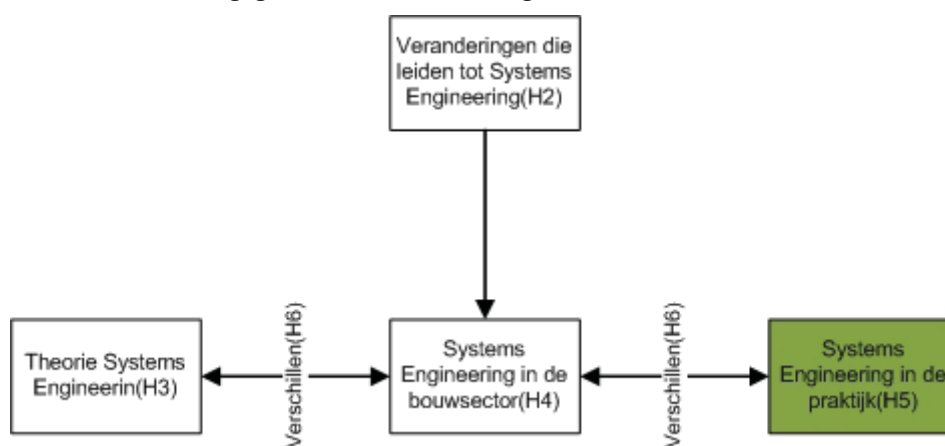 Veranderingen die
leiden tot Systems
Engineering(H2)
Theorie Systems
Engineerin(H3)
Verschillen(H6)
Systems
Engineering in de
bouwsector(H4)
Verschillen(H6)
Systems
Engineering in de
praktijk(H5)